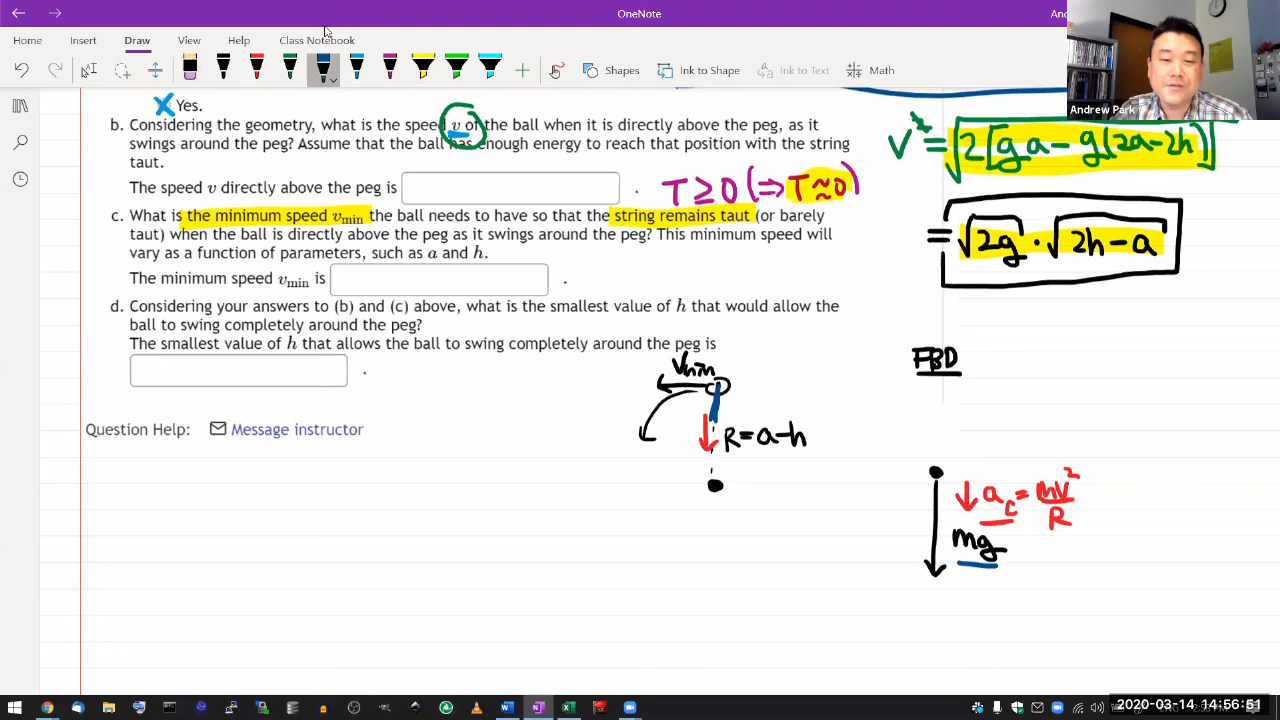 OneNote
And
Home Insert Draw View Help Class Notebook
Shapes Ink to Shape Ink to Text Math
Andrew Park
Yes.
b. Considering the geometry, what is the speed v of the ball when it is directly above the peg, as it
swings around the peg? Assume that the ball has enough energy to reach that position with the string
taut.
The speed v directly above the peg is .
T ≥ 0 (⇒ T ≈ 0)
c. What is the minimum speed vmin the ball needs to have so that the string remains taut (or barely
taut) when the ball is directly above the peg as it swings around the peg? This minimum speed will
vary as a function of parameters, such as a and h.
The minimum speed vmin is .
d. Considering your answers to (b) and (c) above, what is the smallest value of h that would allow the
ball to swing completely around the peg?
The smallest value of h that allows the ball to swing completely around the peg is
.
Question Help: Message instructor
v = √2[ga - g(2a-2h)]
= √2g · √2h-a
Vmin
R = a-h
FBD
ac = mv²/R
mg
2020-03-14 14:56:51